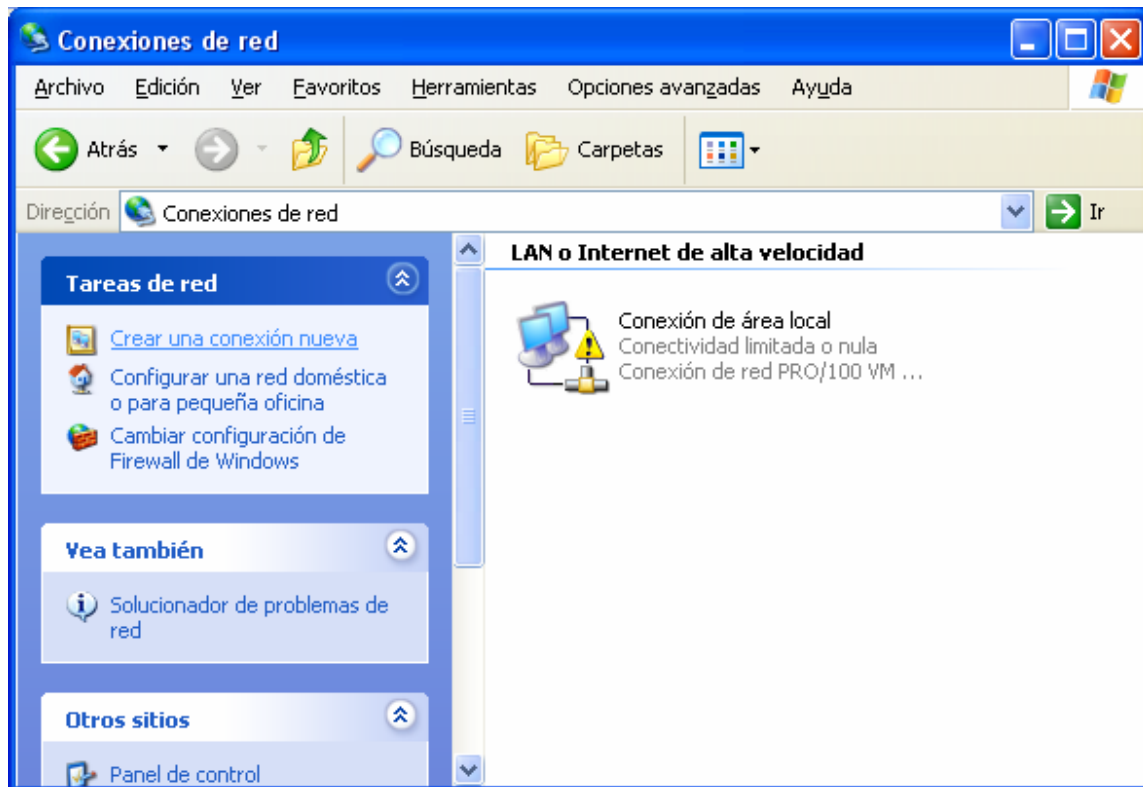 Conexiones de red
Archivo Edición Ver Favoritos Herramientas Opciones avanzadas Ayuda
Atrás Búsqueda Carpetas
Dirección Conexiones de red Ir
Tareas de red
Crear una conexión nueva
Configurar una red doméstica
o para pequeña oficina
Cambiar configuración de
Firewall de Windows
Vea también
Solucionador de problemas de
red
Otros sitios
Panel de control
LAN o Internet de alta velocidad
Conexión de área local
Conectividad limitada o nula
Conexión de red PRO/100 VM ...